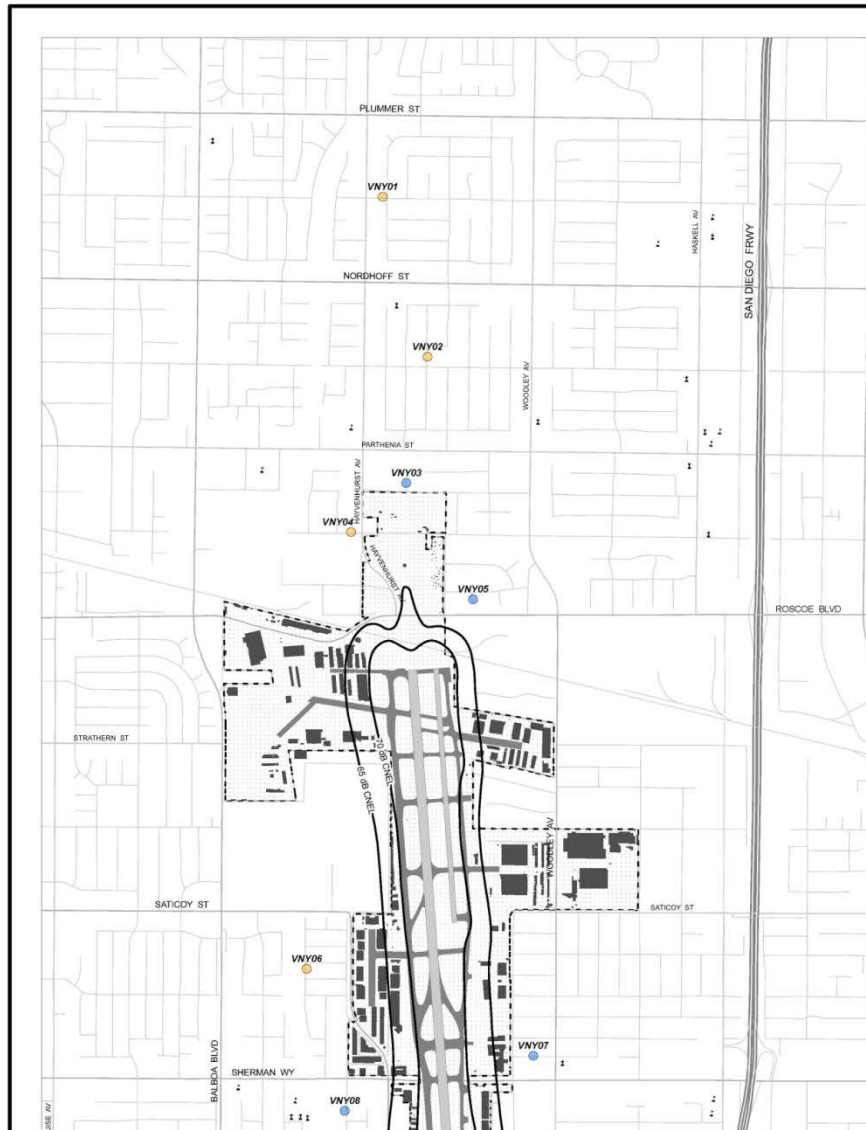 PLUMMER ST
VNY01
HASKELL AV
SAN DIEGO FRWY
NORDHOFF ST
VNY02
WOODLEY AV
PARTHENIA ST
HAYVENHURST AV
VNY03
VNY04
HAYVENHURST AV
VNY05
ROSCOE BLVD
STRATHERN ST
65 dB CNEL
70 dB CNEL
WOODLEY AV
SATICOY ST
SATICOY ST
VNY06
BALBOA BLVD
VNY07
SHERMAN WY
VNY08